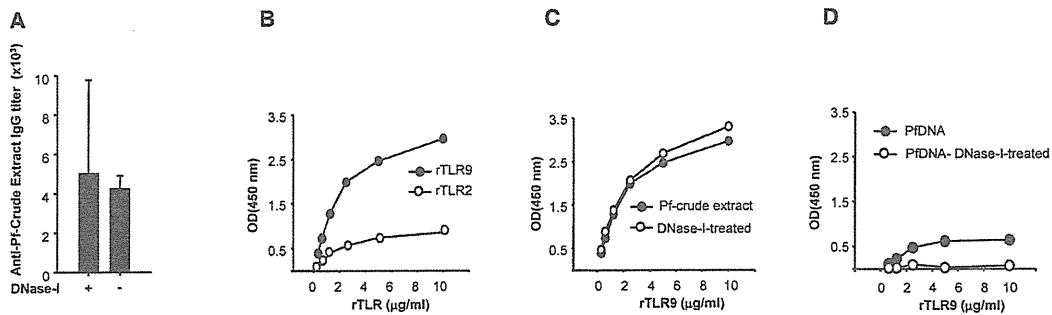 A
Anti-Pf-Crude Extract IgG titer (x10³)
10
8
6
4
2
0
DNase-I + -
B
OD(450 nm)
3.5
2.5
1.5
0.5
rTLR9
rTLR2
0 2 4 6 8 10
rTLR (μg/ml)
C
OD(450 nm)
3.5
2.5
1.5
0.5
Pf-crude extract
DNase-I-treated
0 2 4 6 8 10
rTLR9 (μg/ml)
D
OD(450 nm)
3.5
2.5
1.5
0.5
PfDNA
PfDNA- DNase-I-treated
0 2 4 6 8 10
rTLR9 (μg/ml)